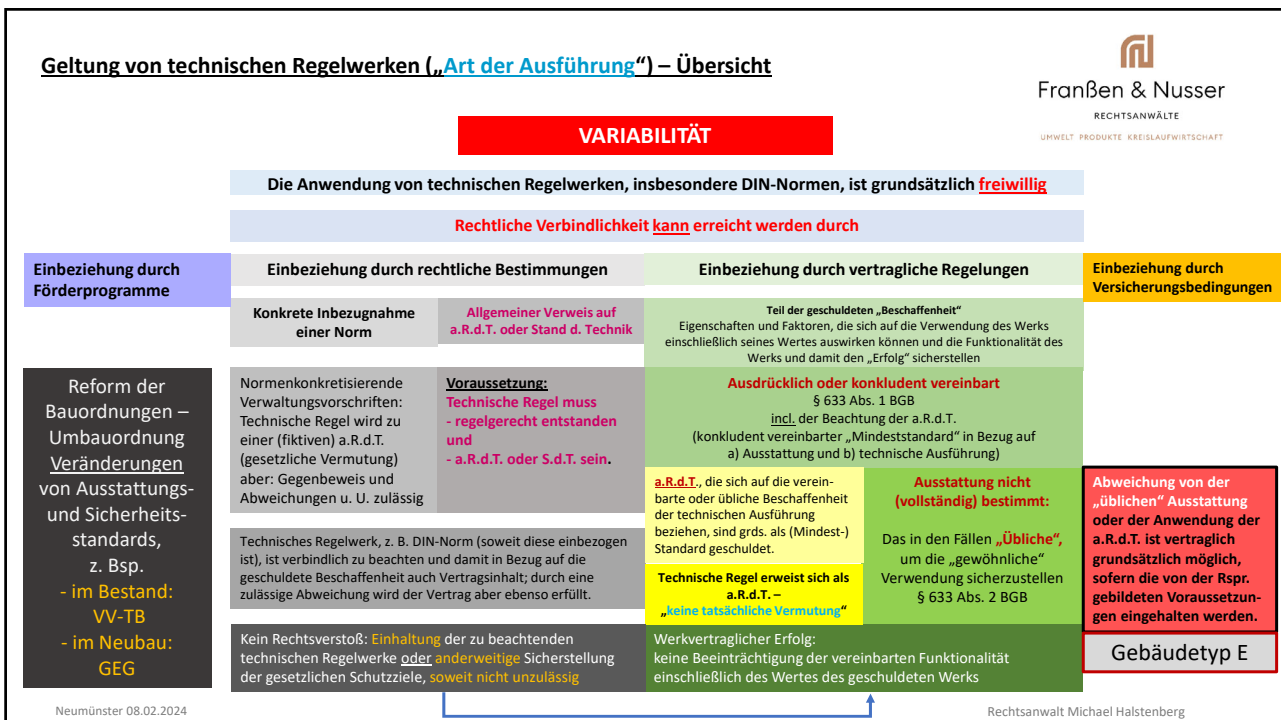 Geltung von technischen Regelwerken („Art der Ausführung“) – Übersicht
Franßen & Nusser
RECHTSANWÄLTE
UMWELT PRODUKTE KREISLAUFWIRTSCHAFT
VARIABILITÄT
Die Anwendung von technischen Regelwerken, insbesondere DIN-Normen, ist grundsätzlich freiwillig
Rechtliche Verbindlichkeit kann erreicht werden durch
Einbeziehung durch
Förderprogramme
Einbeziehung durch rechtliche Bestimmungen
Einbeziehung durch vertragliche Regelungen
Einbeziehung durch
Versicherungsbedingungen
Konkrete Inbezugnahme
einer Norm
Allgemeiner Verweis auf
a.R.d.T. oder Stand d. Technik
Teil der geschuldeten „Beschaffenheit“
Eigenschaften und Faktoren, die sich auf die Verwendung des Werks
einschließlich seines Wertes auswirken können und die Funktionalität des
Werks und damit den „Erfolg“ sicherstellen
Reform der
Bauordnungen –
Umbauordnung
Veränderungen
von Ausstattungs-
und Sicherheits-
standards,
z. Bsp.
- im Bestand:
VV-TB
- im Neubau:
GEG
Normenkonkretisierende
Verwaltungsvorschriften:
Technische Regel wird zu
einer (fiktiven) a.R.d.T.
(gesetzliche Vermutung)
aber: Gegenbeweis und
Abweichungen u. U. zulässig
Voraussetzung:
Technische Regel muss
- regelgerecht entstanden
und
- a.R.d.T. oder S.d.T. sein.
Ausdrücklich oder konkludent vereinbart
§ 633 Abs. 1 BGB
incl. der Beachtung der a.R.d.T.
(konkludent vereinbarter „Mindeststandard“ in Bezug auf
a) Ausstattung und b) technische Ausführung)
a.R.d.T., die sich auf die verein-
barte oder übliche Beschaffenheit
der technischen Ausführung
beziehen, sind grds. als (Mindest-)
Standard geschuldet.
Technische Regel erweist sich als
a.R.d.T. –
„keine tatsächliche Vermutung“
Ausstattung nicht
(vollständig) bestimmt:
Das in den Fällen „Übliche“,
um die „gewöhnliche“
Verwendung sicherzustellen
§ 633 Abs. 2 BGB
Abweichung von der
„üblichen“ Ausstattung
oder der Anwendung der
a.R.d.T. ist vertraglich
grundsätzlich möglich,
sofern die von der Rspr.
gebildeten Voraussetzun-
gen eingehalten werden.
Technisches Regelwerk, z. B. DIN-Norm (soweit diese einbezogen
ist), ist verbindlich zu beachten und damit in Bezug auf die
geschuldete Beschaffenheit auch Vertragsinhalt; durch eine
zulässige Abweichung wird der Vertrag aber ebenso erfüllt.
Kein Rechtsverstoß: Einhaltung der zu beachtenden
technischen Regelwerke oder anderweitige Sicherstellung
der gesetzlichen Schutzziele, soweit nicht unzulässig
Werkvertraglicher Erfolg:
keine Beeinträchtigung der vereinbarten Funktionalität
einschließlich des Wertes des geschuldeten Werks
Gebäudetyp E
Neumünster 08.02.2024
Rechtsanwalt Michael Halstenberg